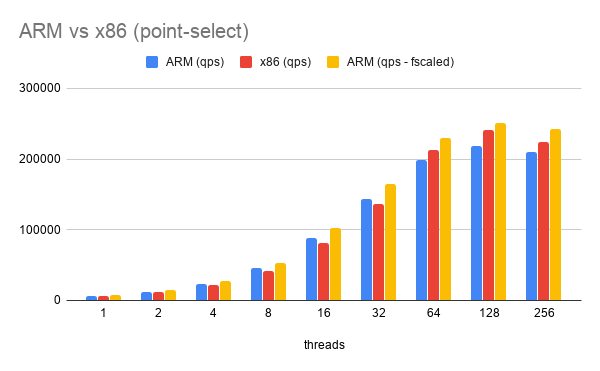 ARM vs x86 (point-select)
ARM (qps) x86 (qps) ARM (qps - fscaled)
300000
200000
100000
0
1 2 4 8 16 32 64 128 256
threads